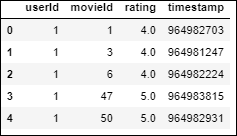 userId movieId rating timestamp
0 1 1 4.0 964982703
1 1 3 4.0 964981247
2 1 6 4.0 964982224
3 1 47 5.0 964983815
4 1 50 5.0 964982931